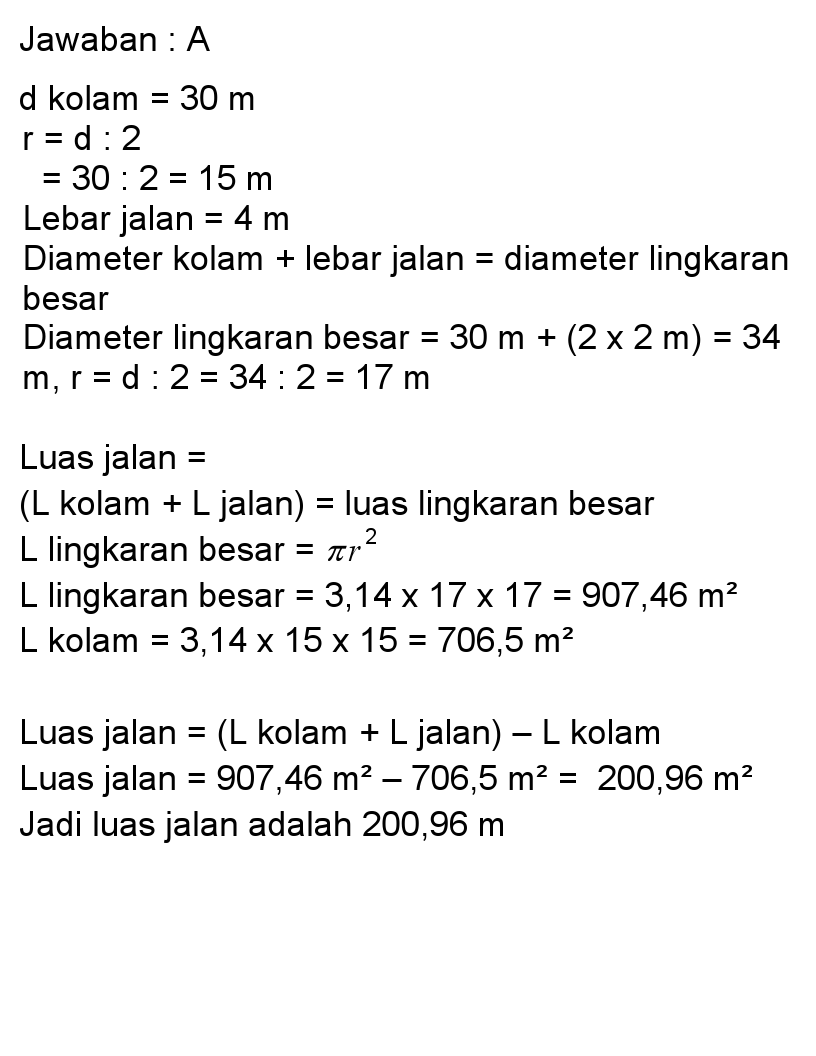 Jawaban : A
d kolam = 30 m
r = d : 2
= 30 : 2 = 15 m
Lebar jalan = 4 m
Diameter kolam + lebar jalan = diameter lingkaran
besar
Diameter lingkaran besar = 30 m + (2 x 2 m) = 34
m, r = d : 2 = 34 : 2 = 17 m
Luas jalan =
(L kolam + L jalan) = luas lingkaran besar
L lingkaran besar = πr²
L lingkaran besar = 3,14 x 17 x 17 = 907,46 m²
L kolam = 3,14 x 15 x 15 = 706,5 m²
Luas jalan = (L kolam + L jalan) – L kolam
Luas jalan = 907,46 m² – 706,5 m² =  200,96 m²
Jadi luas jalan adalah 200,96 m